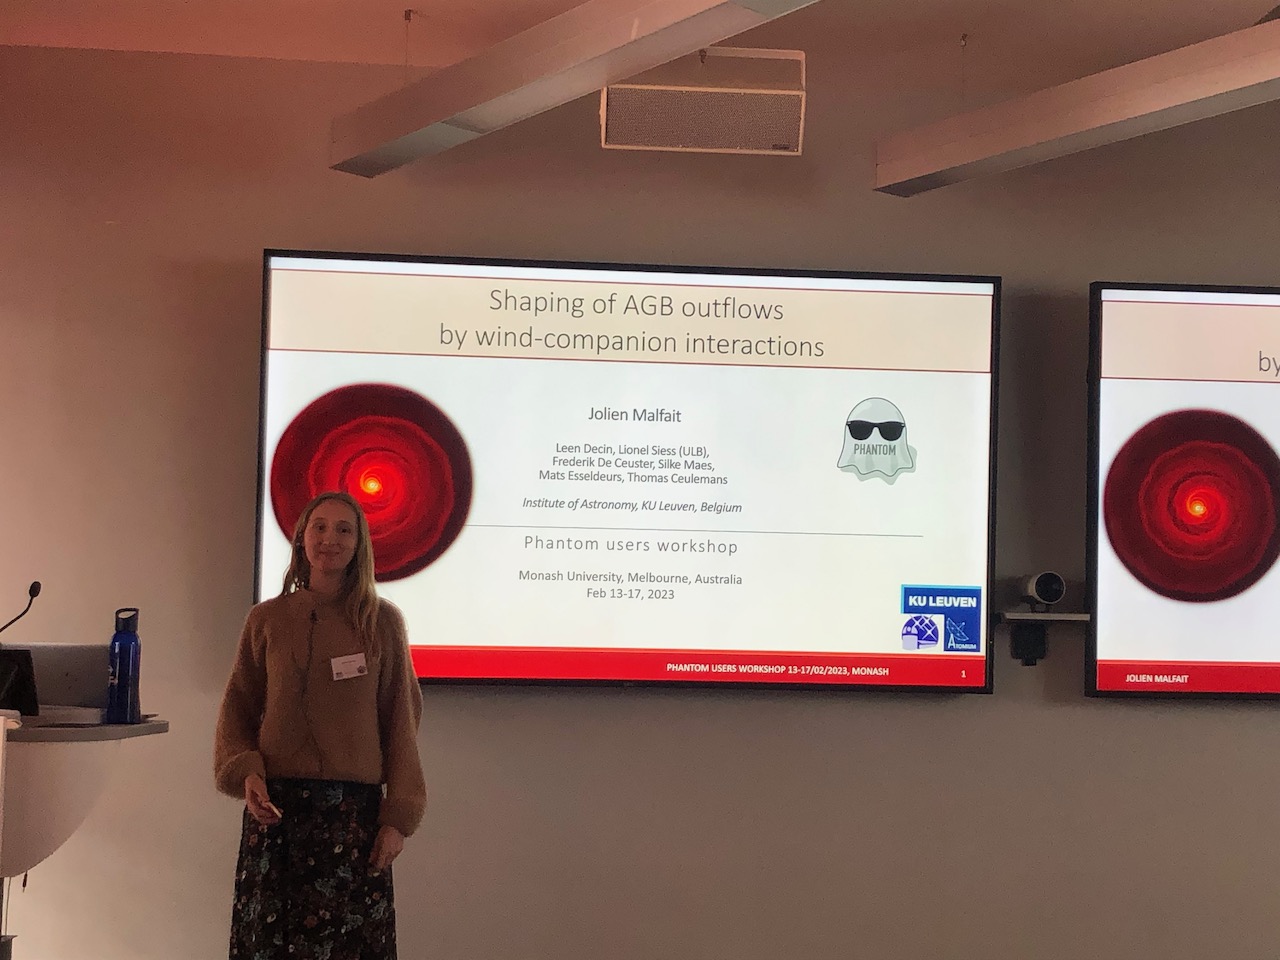 Shaping of AGB outflows
by wind-companion interactions
Jolien Malfait
Leen Decin, Lionel Siess (ULB),
Frederik De Ceuster, Silke Maes,
Mats Esseldeurs, Thomas Ceulemans
Institute of Astronomy, KU Leuven, Belgium
PHANTOM
Phantom users workshop
Monash University, Melbourne, Australia
Feb 13-17, 2023
KU LEUVEN
ATOMIUM
PHANTOM USERS WORKSHOP 13-17/02/2023, MONASH
1
by
JOLIEN MALFAIT